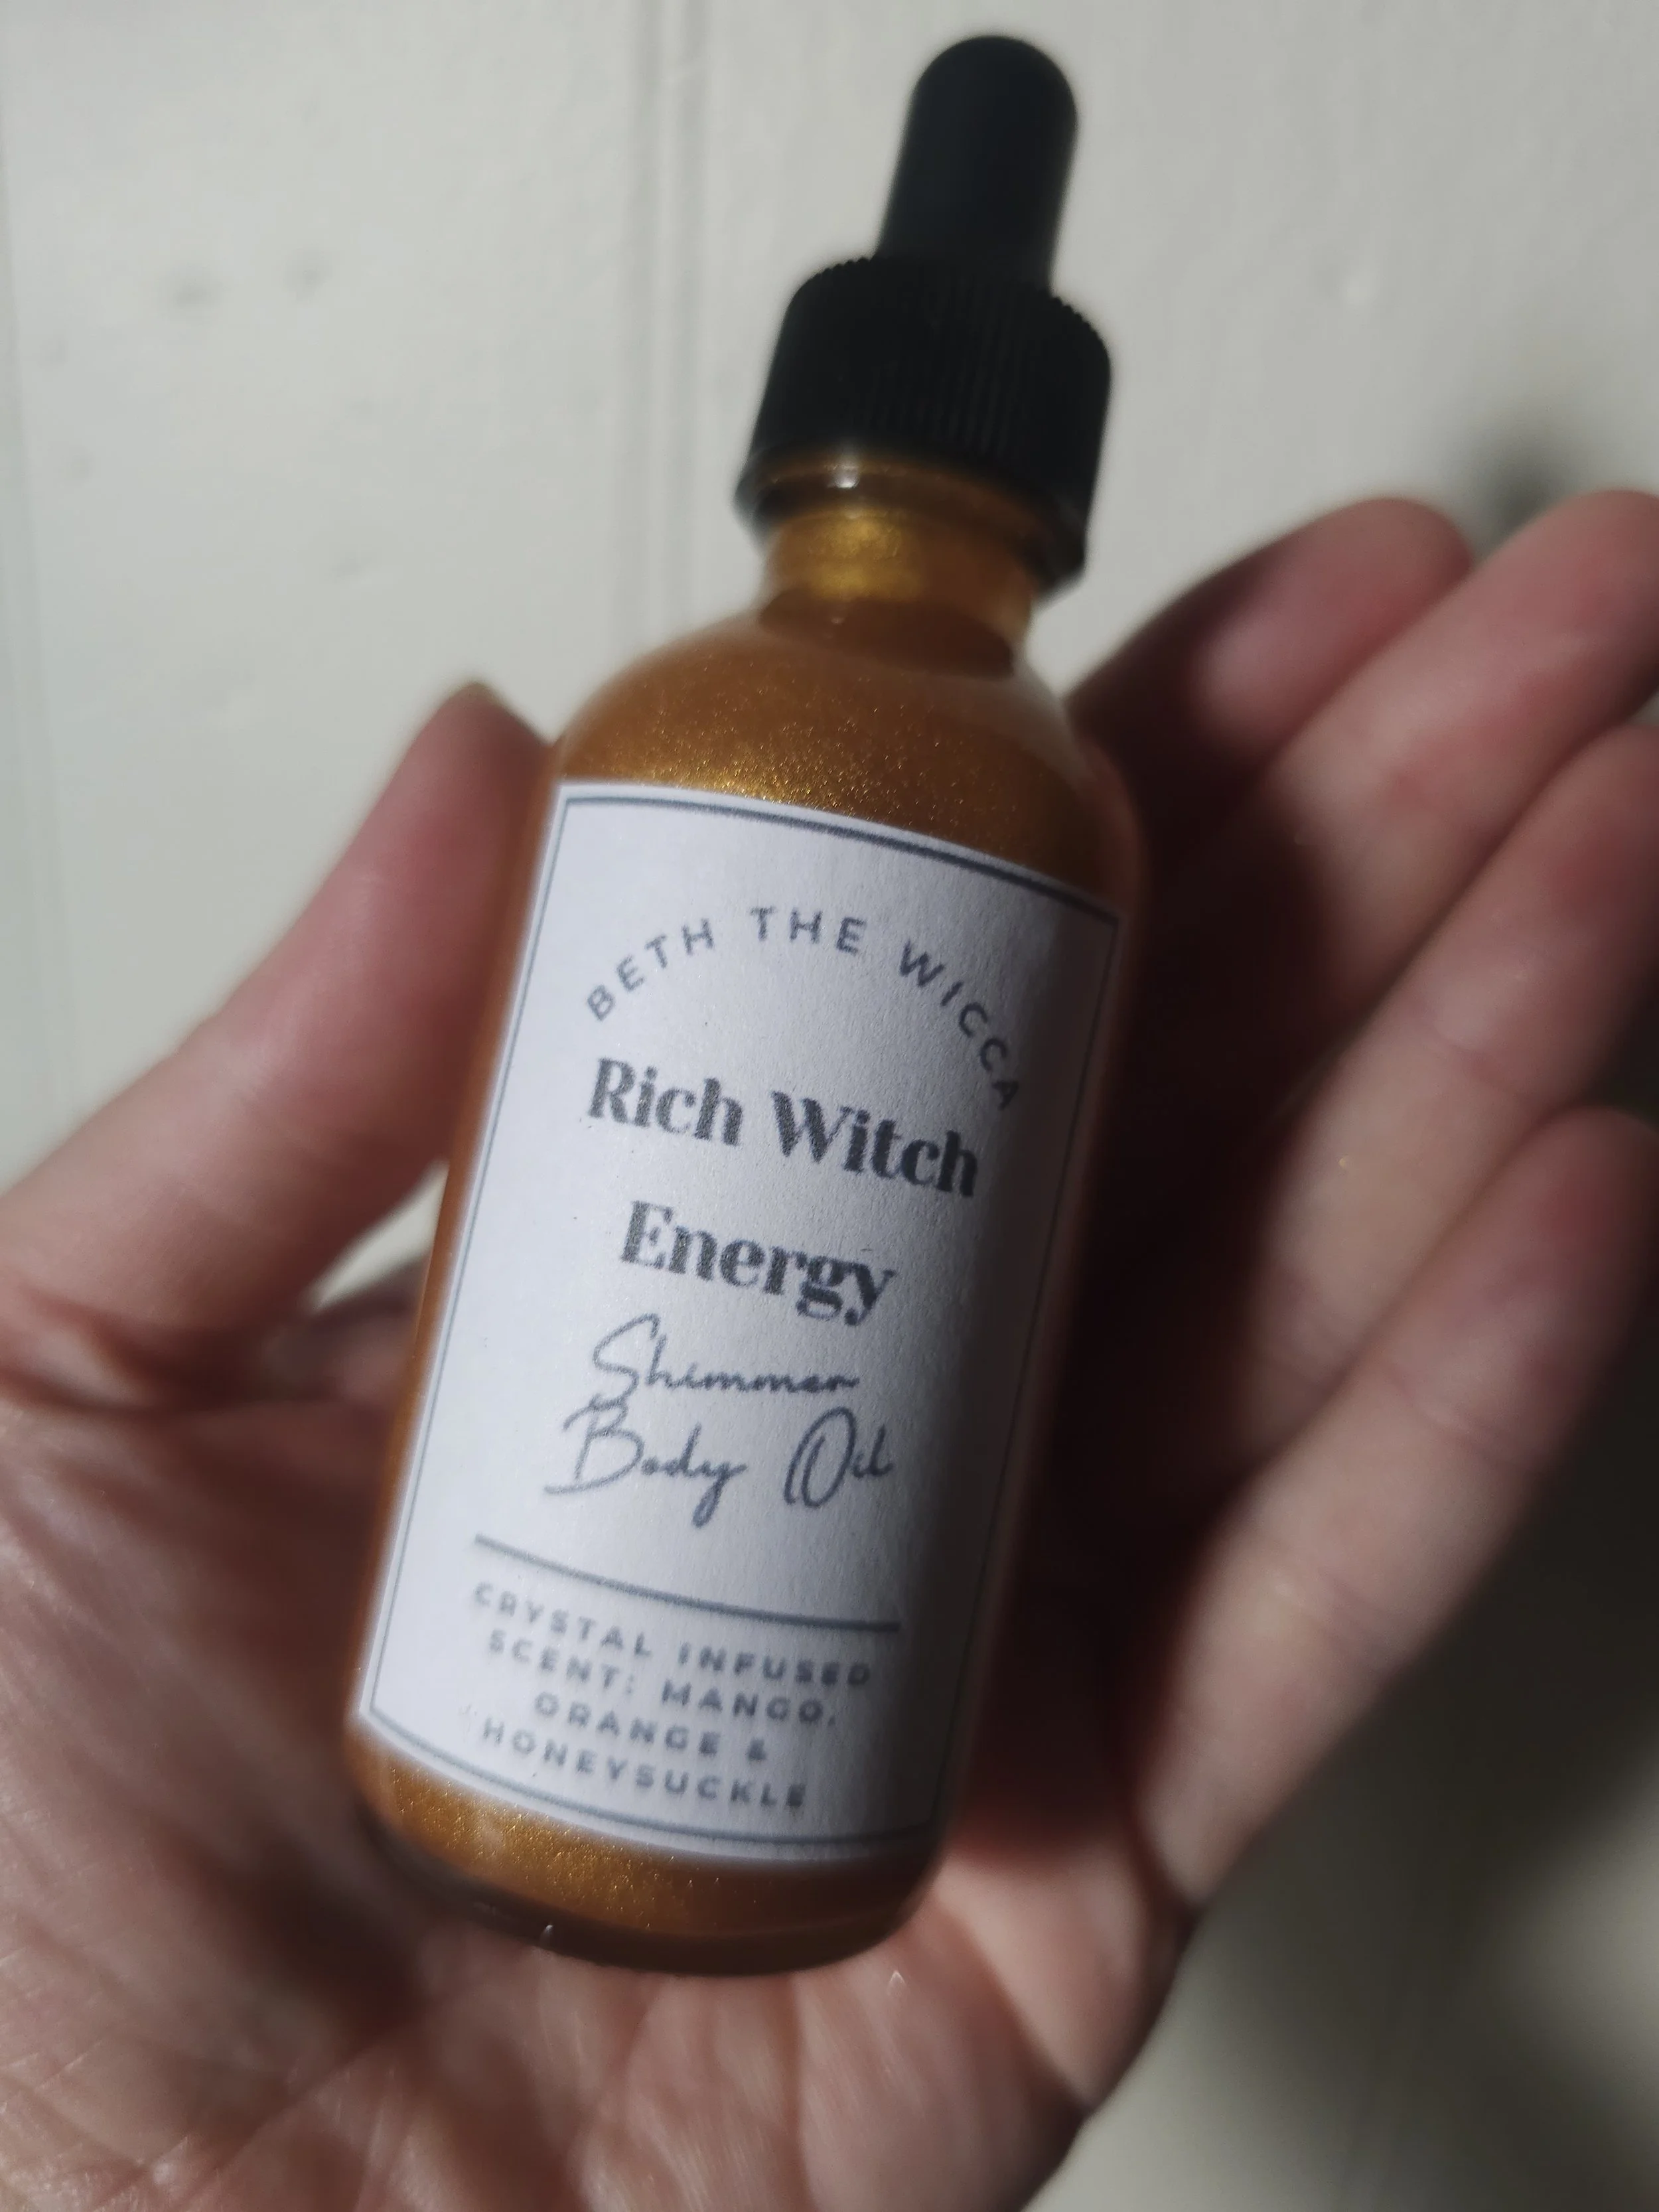 BETH THE WICCA
Rich Witch
Energy
Shimmer
Body Oil
CRYSTAL INFUSED
SCENT: MANGO,
ORANGE &
HONEYSUCKLE